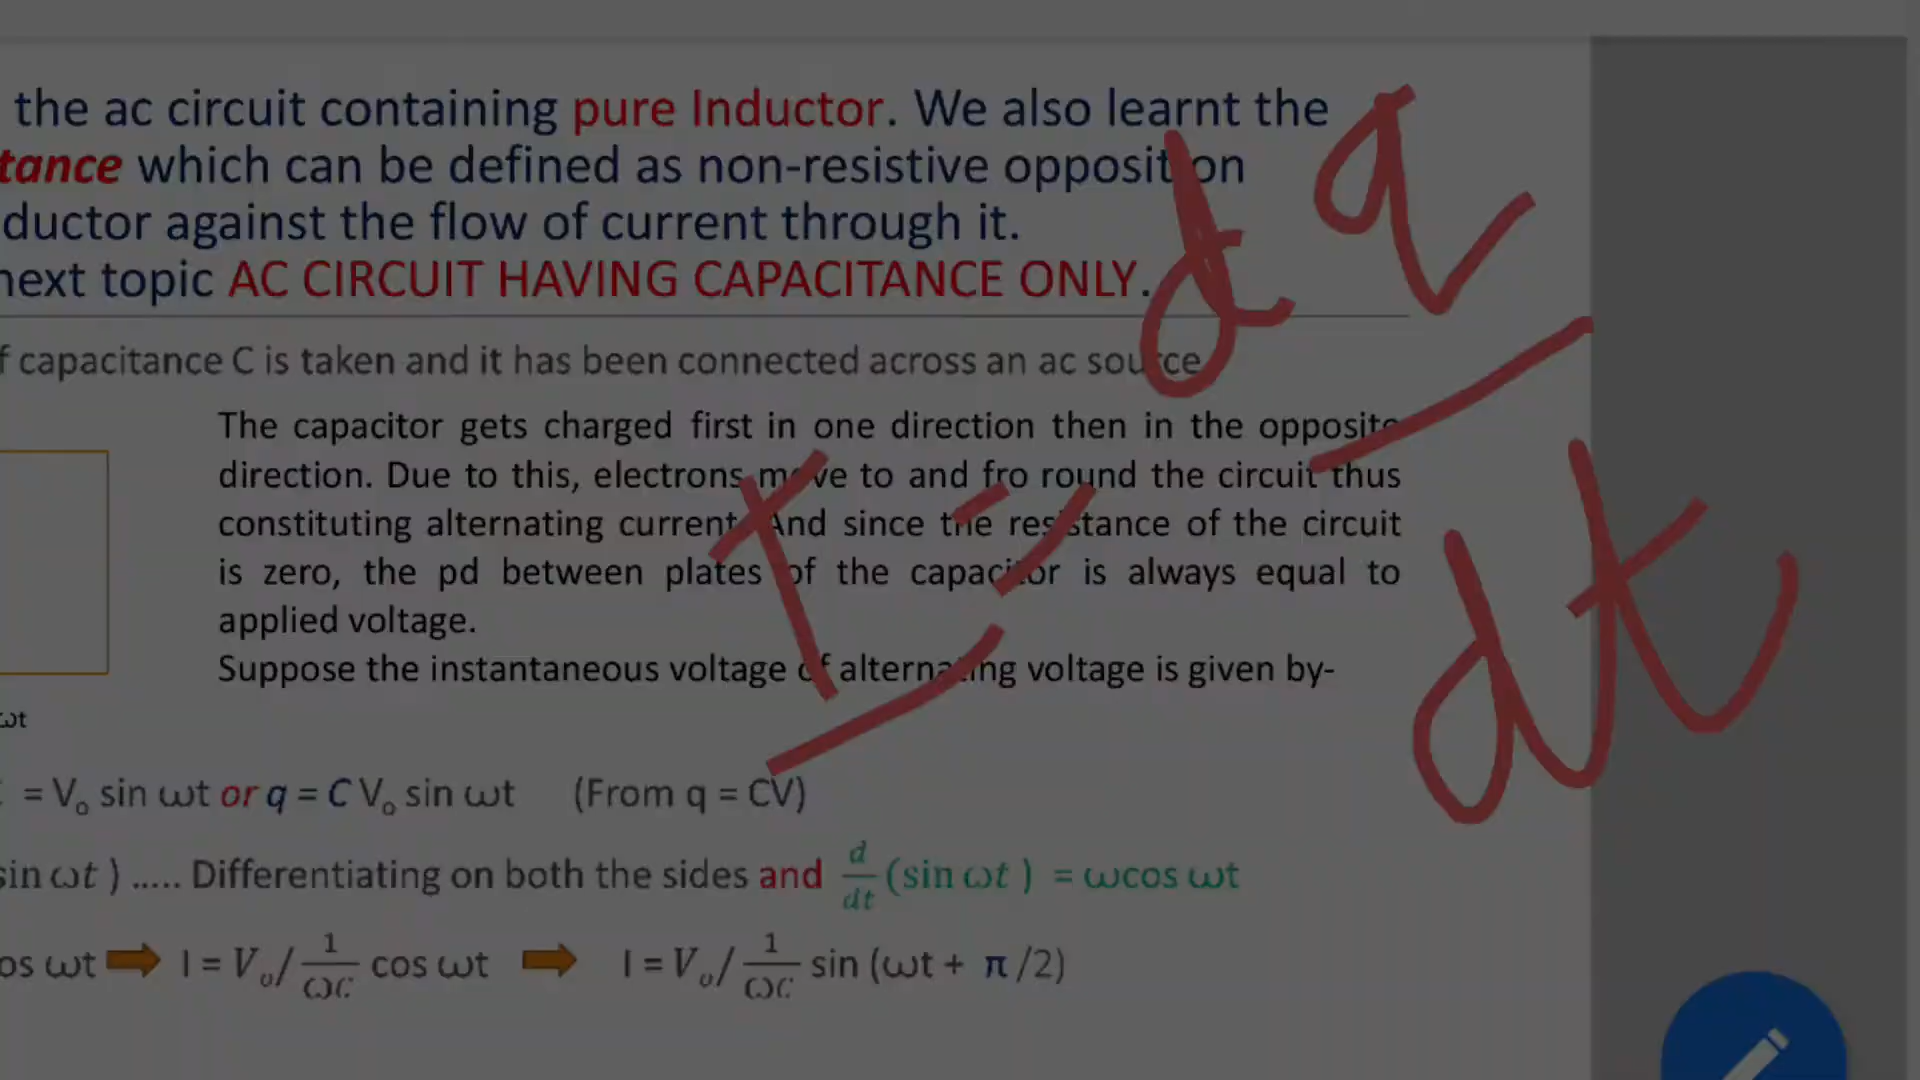 the ac circuit containing pure Inductor. We also learnt the
tance which can be defined as non-resistive opposition
ductor against the flow of current through it.
next topic AC CIRCUIT HAVING CAPACITANCE ONLY.
f capacitance C is taken and it has been connected across an ac source
The capacitor gets charged first in one direction then in the opposite
direction. Due to this, electrons move to and fro round the circuit thus
constituting alternating current. And since the resistance of the circuit
is zero, the pd between plates of the capacitor is always equal to
applied voltage.
Suppose the instantaneous voltage of alternating voltage is given by-
ωt
= Vₒ sin ωt or q = C Vₒ sin ωt (From q = CV)
sin ωt ) ..... Differentiating on both the sides and d/dt (sin ωt ) = ωcos ωt
os ωt I = Vₒ/ 1/ωC cos ωt I = Vₒ/ 1/ωC sin (ωt + π /2)
I = dq/dt